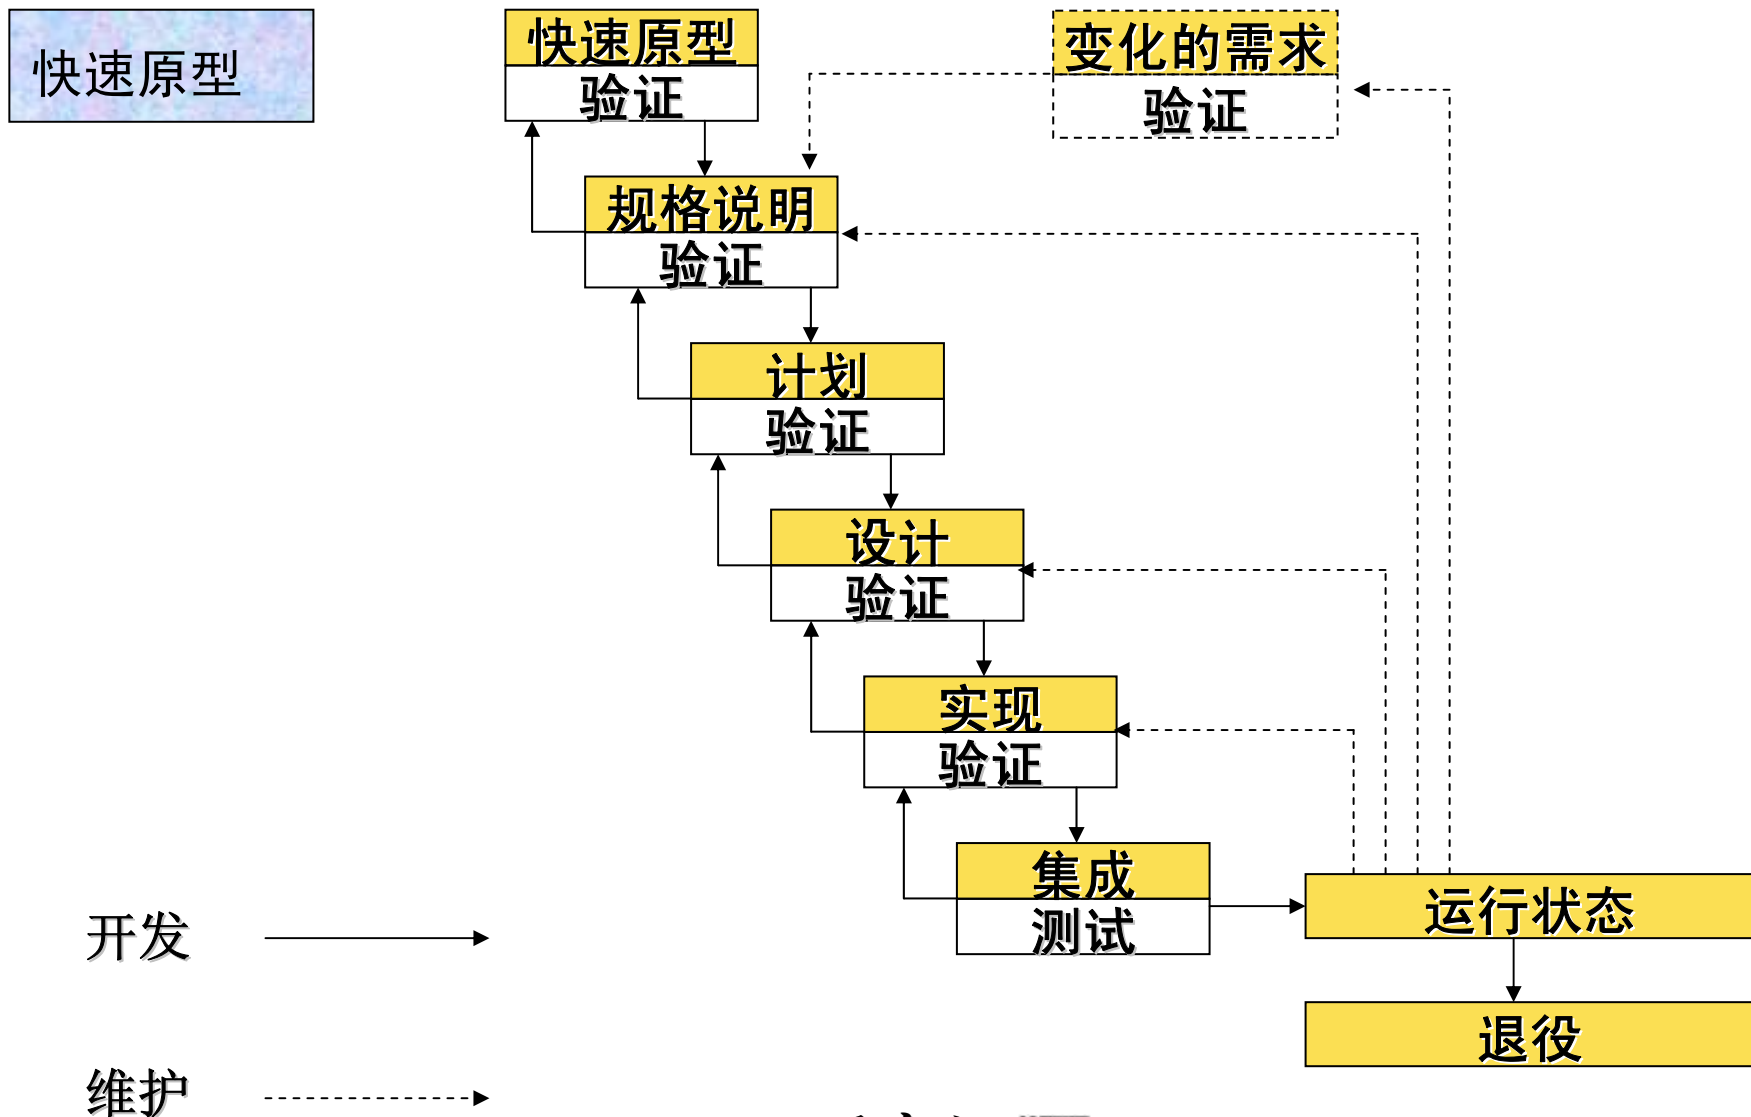 快速原型
快速原型
验证
变化的需求
验证
规格说明
验证
计划
验证
设计
验证
实现
验证
集成
测试
运行状态
退役
开发
维护